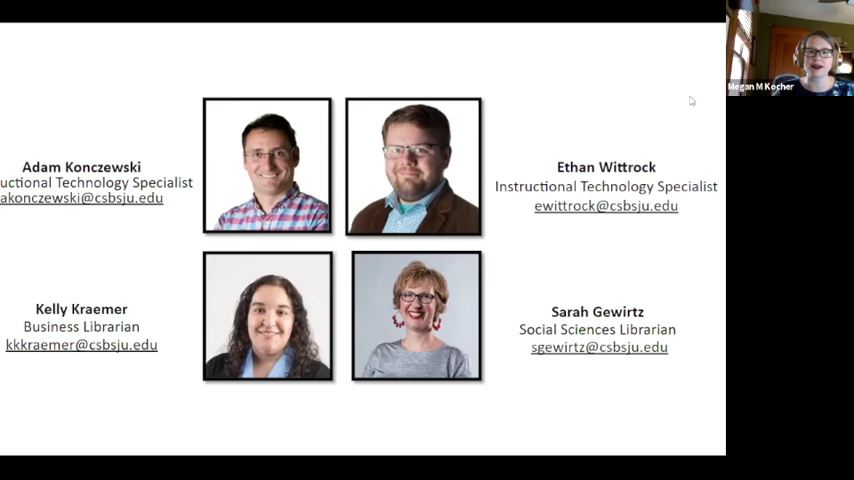 Megan M Kocher
Adam Konczewski
uctional Technology Specialist
akonczewski@csbsju.edu
Ethan Wittrock
Instructional Technology Specialist
ewittrock@csbsju.edu
Kelly Kraemer
Business Librarian
kkkraemer@csbsju.edu
Sarah Gewirtz
Social Sciences Librarian
sgewirtz@csbsju.edu